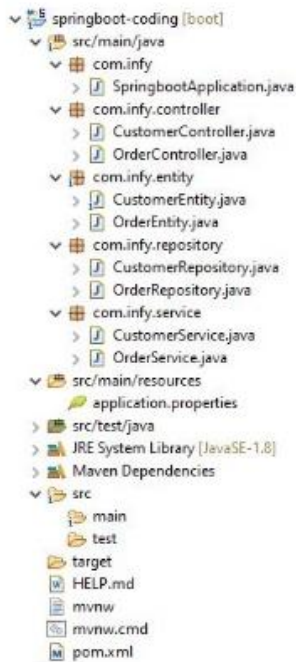 springboot-coding [boot]
src/main/java
com.infy
SpringbootApplication.java
com.infy.controller
CustomerController.java
OrderController.java
com.infy.entity
CustomerEntity.java
OrderEntity.java
com.infy.repository
CustomerRepository.java
OrderRepository.java
com.infy.service
CustomerService.java
OrderService.java
src/main/resources
application.properties
src/test/java
JRE System Library [JavaSE-1.8]
Maven Dependencies
src
main
test
target
HELP.md
mvnw
mvnw.cmd
pom.xml